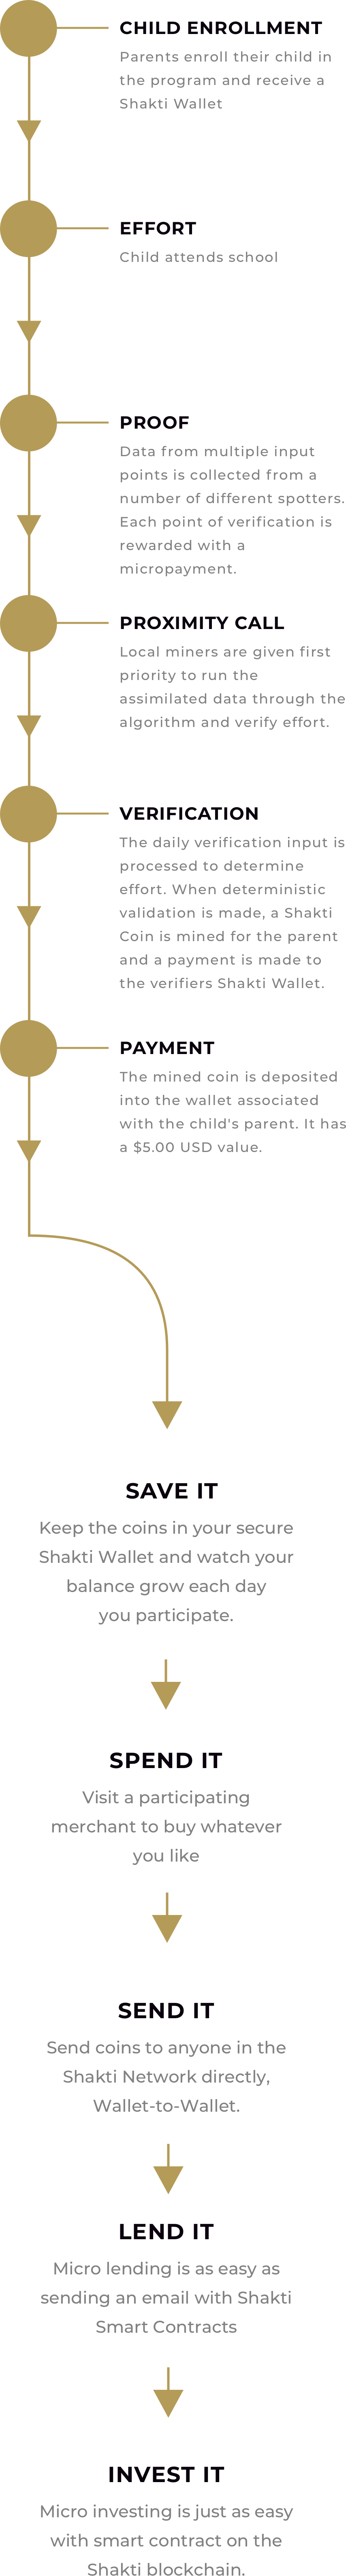 CHILD ENROLLMENT
Parents enroll their child in
the program and receive a
Shakti Wallet
EFFORT
Child attends school
PROOF
Data from multiple input
points is collected from a
number of different spotters.
Each point of verification is
rewarded with a
micropayment.
PROXIMITY CALL
Local miners are given first
priority to run the
assimilated data through the
algorithm and verify effort.
VERIFICATION
The daily verification input is
processed to determine
effort. When deterministic
validation is made, a Shakti
Coin is mined for the parent
and a payment is made to
the verifiers Shakti Wallet.
PAYMENT
The mined coin is deposited
into the wallet associated
with the child's parent. It has
a $5.00 USD value.
SAVE IT
Keep the coins in your secure
Shakti Wallet and watch your
balance grow each day
you participate.
SPEND IT
Visit a participating
merchant to buy whatever
you like
SEND IT
Send coins to anyone in the
Shakti Network directly,
Wallet-to-Wallet.
LEND IT
Micro lending is as easy as
sending an email with Shakti
Smart Contracts
INVEST IT
Micro investing is just as easy
with smart contract on the
Shakti blockchain.